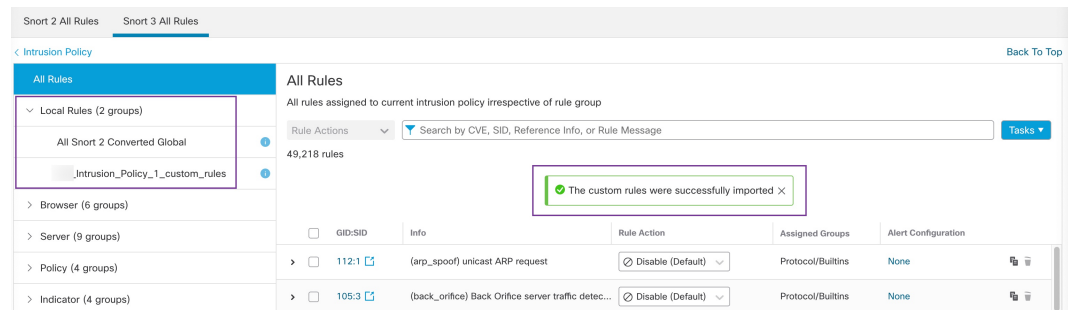 Snort 2 All Rules
Snort 3 All Rules
< Intrusion Policy
Back To Top
All Rules
Local Rules (2 groups)
All Snort 2 Converted Global
_Intrusion_Policy_1_custom_rules
Browser (6 groups)
Server (9 groups)
Policy (4 groups)
Indicator (4 groups)
All Rules
All rules assigned to current intrusion policy irrespective of rule group
Rule Actions
Search by CVE, SID, Reference Info, or Rule Message
Tasks
49,218 rules
The custom rules were successfully imported ×
GID:SID Info Rule Action Assigned Groups Alert Configuration
112:1 (arp_spoof) unicast ARP request Disable (Default) Protocol/Builtins None
105:3 (back_orifice) Back Orifice server traffic detec... Disable (Default) Protocol/Builtins None